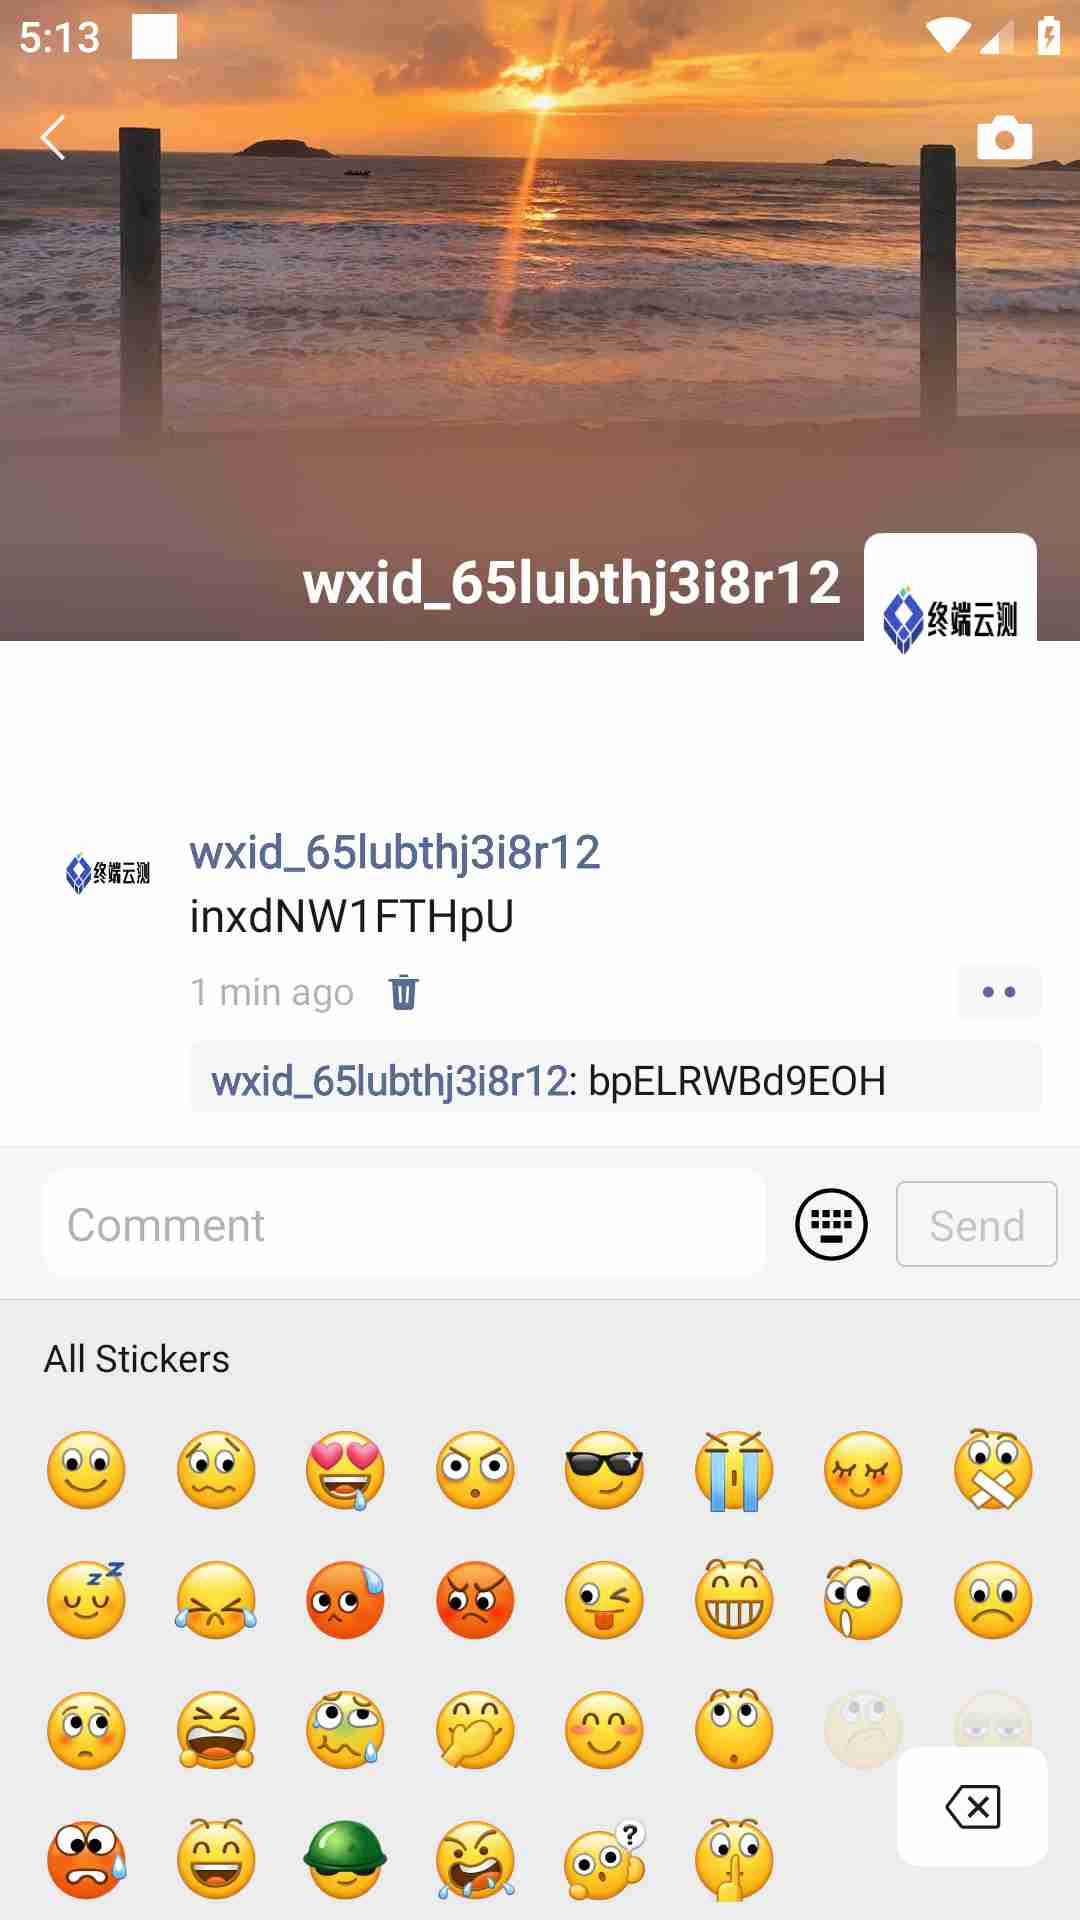 5:13
wxid_65lubthj3i8r12
终端云测
wxid_65lubthj3i8r12
终端云测
inxdNW1FTHpU
1 min ago
wxid_65lubthj3i8r12: bpELRWBd9EOH
Comment
Send
All Stickers